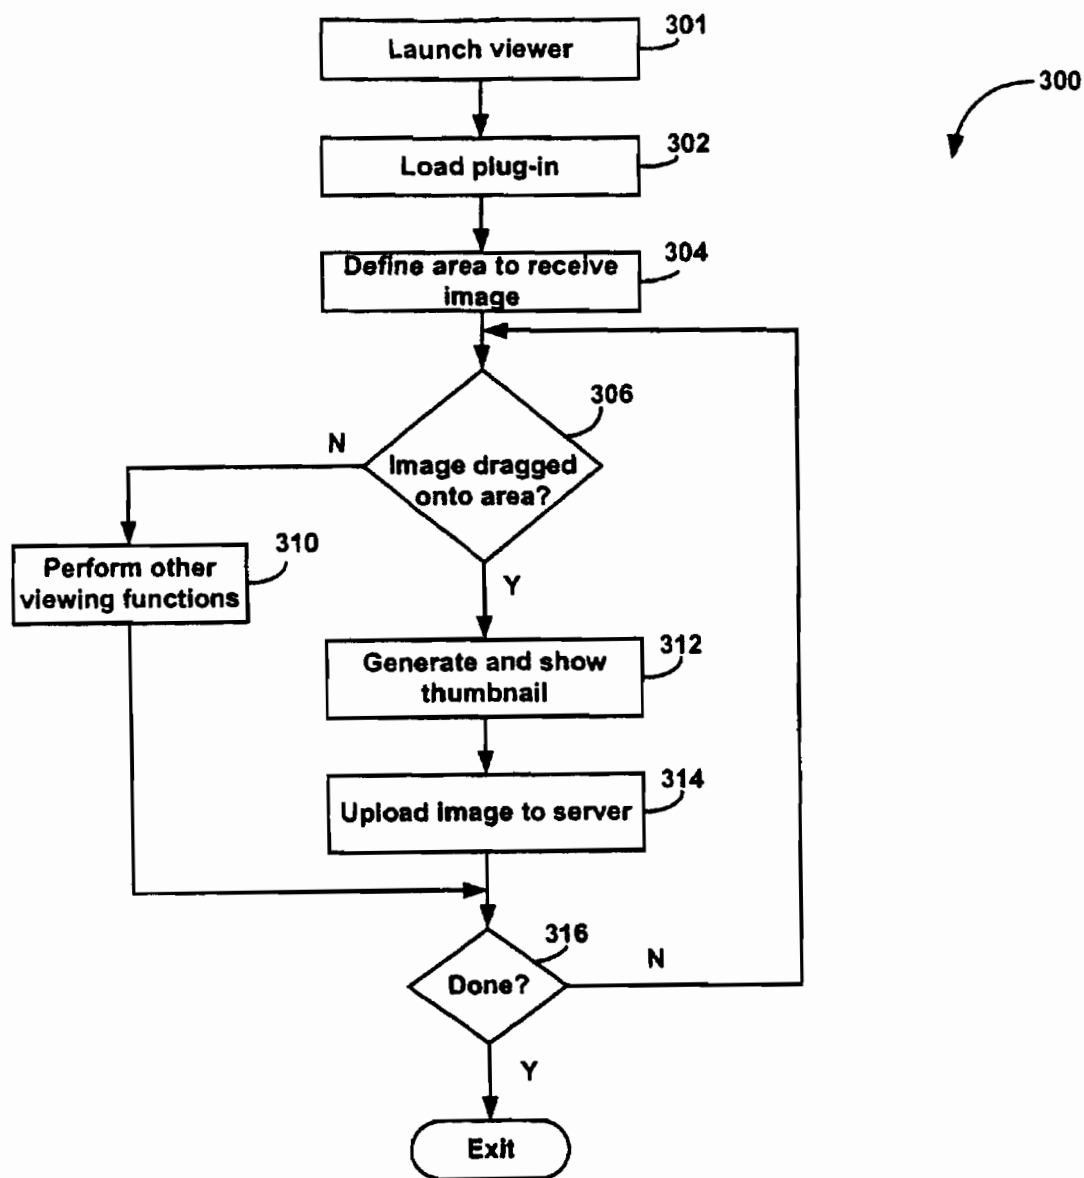 Launch viewer
301
300
Load plug-in
302
Define area to receive
image
304
306
N
Image dragged
onto area?
310
Perform other
viewing functions
Y
Generate and show
thumbnail
312
Upload image to server
314
316
N
Done?
Y
Exit